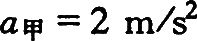 a甲 = 2 m/s²